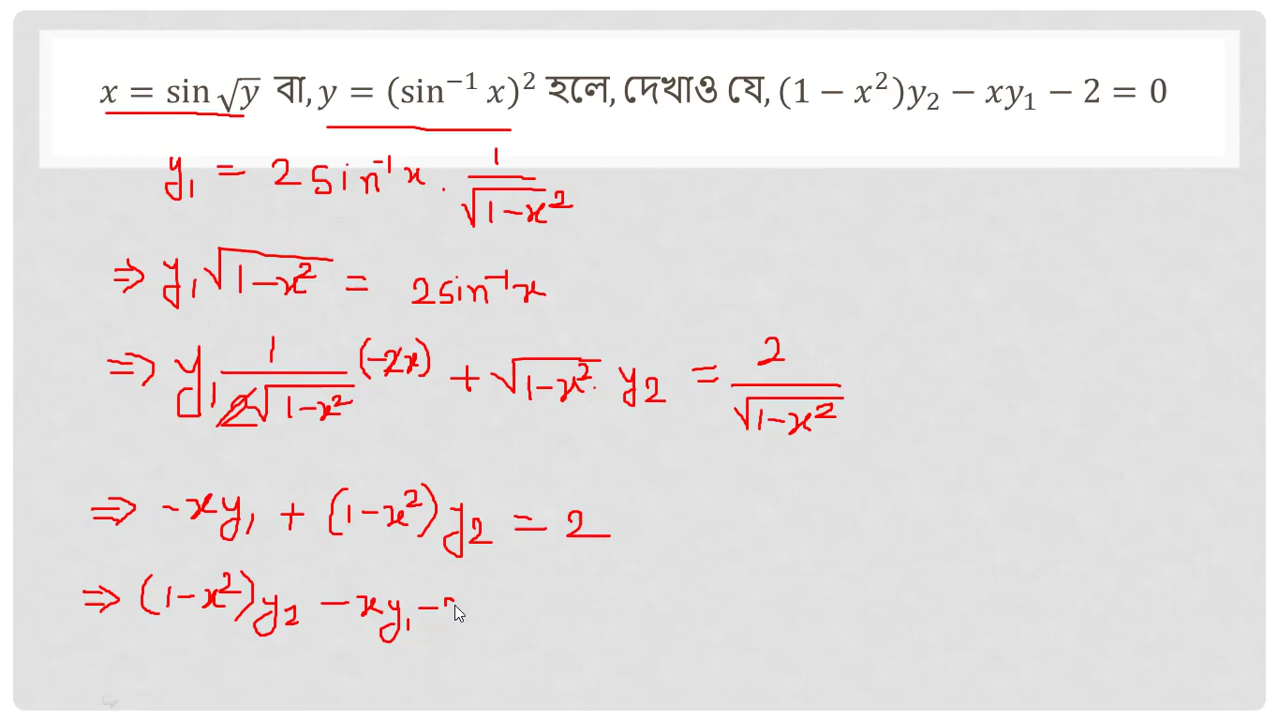 x = sin √y বা, y = (sin⁻¹ x)² হলে, দেখাও যে, (1 − x²)y₂ − xy₁ − 2 = 0
y₁ = 2 sin⁻¹x · 1/√(1−x²)
⇒ y₁√(1−x²) = 2sin⁻¹x
⇒ y₁ 1/(2√(1−x²)) (−2x) + √(1−x²) · y₂ = 2/√(1−x²)
⇒ -xy₁ + (1−x²)y₂ = 2
⇒ (1−x²)y₂ − xy₁ −